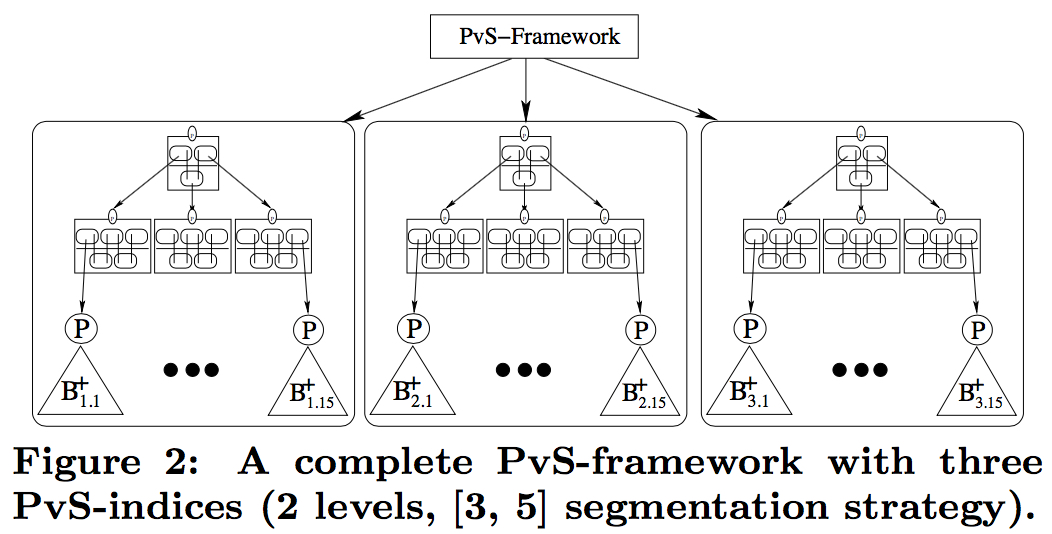 PvS-Framework
P P P
P P P P P P P P P
P P P P P P
B+1.1 B+1.15 B+2.1 B+2.15 B+3.1 B+3.15
Figure 2: A complete PvS-framework with three
PvS-indices (2 levels, [3, 5] segmentation strategy).